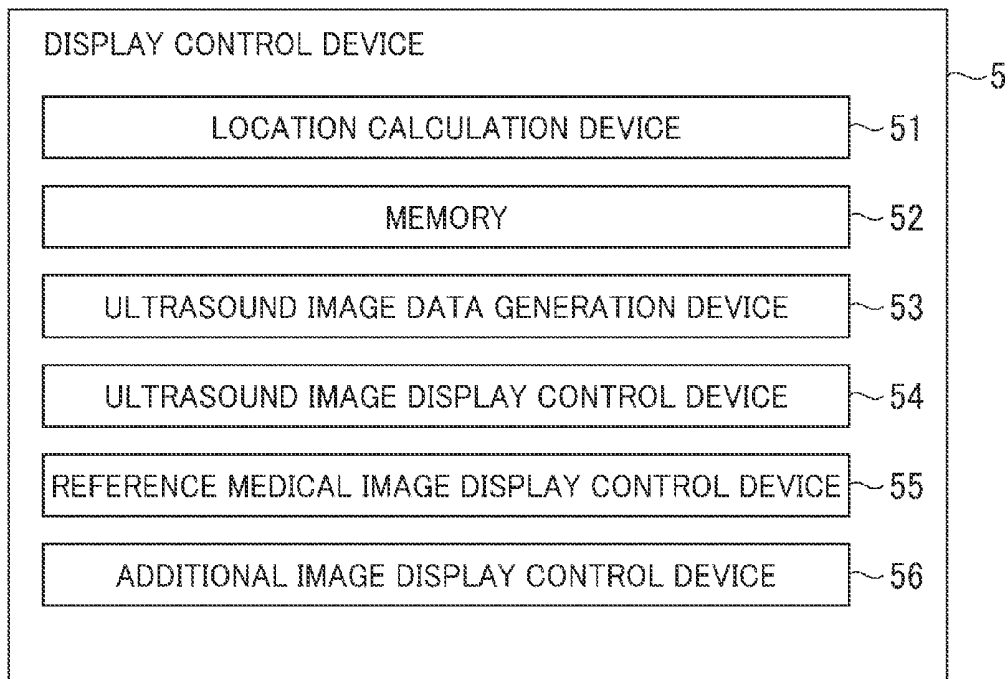 DISPLAY CONTROL DEVICE
5
LOCATION CALCULATION DEVICE
51
MEMORY
52
ULTRASOUND IMAGE DATA GENERATION DEVICE
53
ULTRASOUND IMAGE DISPLAY CONTROL DEVICE
54
REFERENCE MEDICAL IMAGE DISPLAY CONTROL DEVICE
55
ADDITIONAL IMAGE DISPLAY CONTROL DEVICE
56